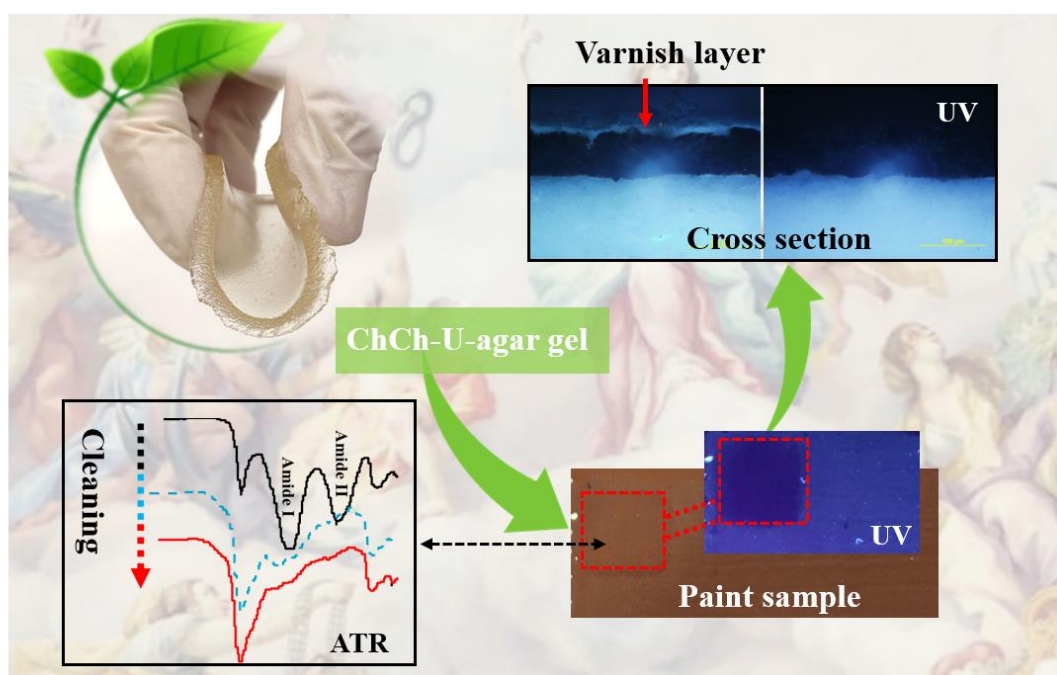 Varnish layer
UV
Cross section
ChCh-U-agar gel
Cleaning
Amide I
Amide II
ATR
UV
Paint sample